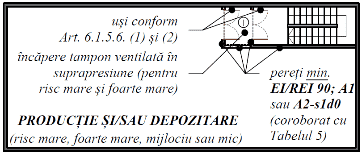 uși conform
Art. 6.1.5.6. (1) și (2)
încăpere tampon ventilată în
suprapresiune (pentru
risc mare și foarte mare)
pereți min.
EI/REI 90; A1
sau A2-s1d0
(coroborat cu
Tabelul 5)
PRODUCȚIE ȘI/SAU DEPOZITARE
(risc mare, foarte mare, mijlociu sau mic)